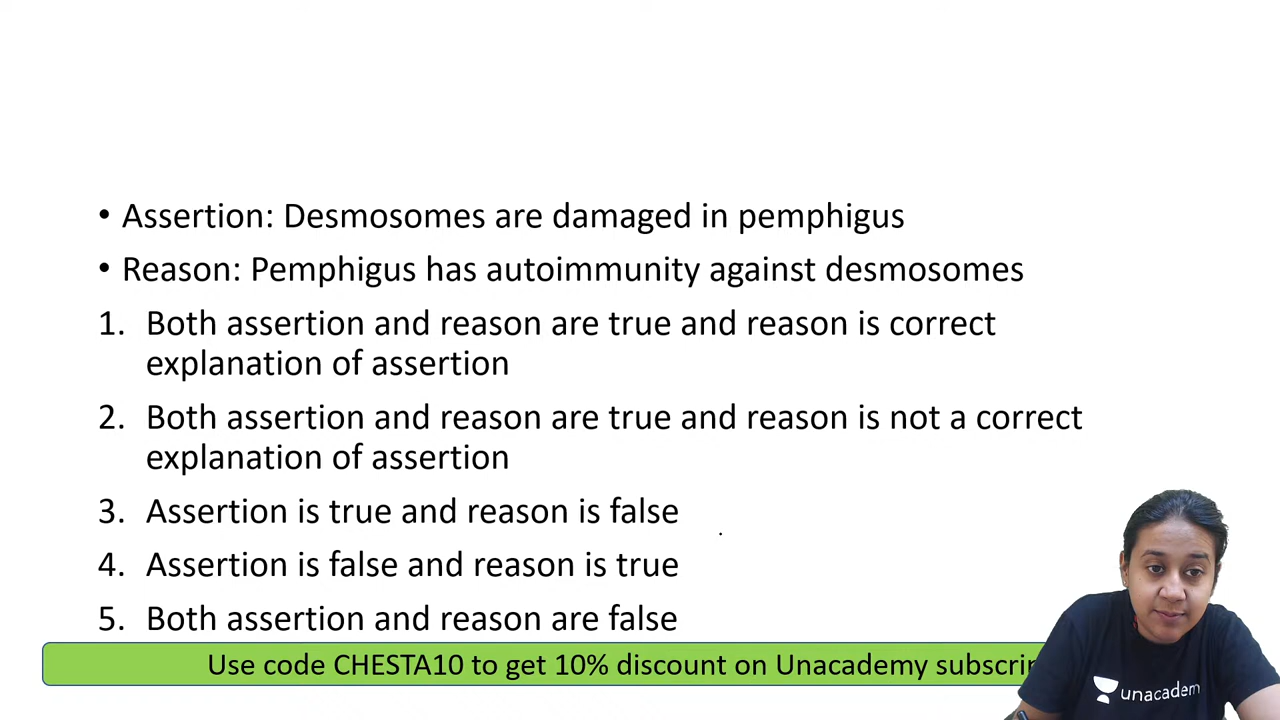 • Assertion: Desmosomes are damaged in pemphigus
• Reason: Pemphigus has autoimmunity against desmosomes
1. Both assertion and reason are true and reason is correct
explanation of assertion
2. Both assertion and reason are true and reason is not a correct
explanation of assertion
3. Assertion is true and reason is false
4. Assertion is false and reason is true
5. Both assertion and reason are false
Use code CHESTA10 to get 10% discount on Unacademy
unacademy